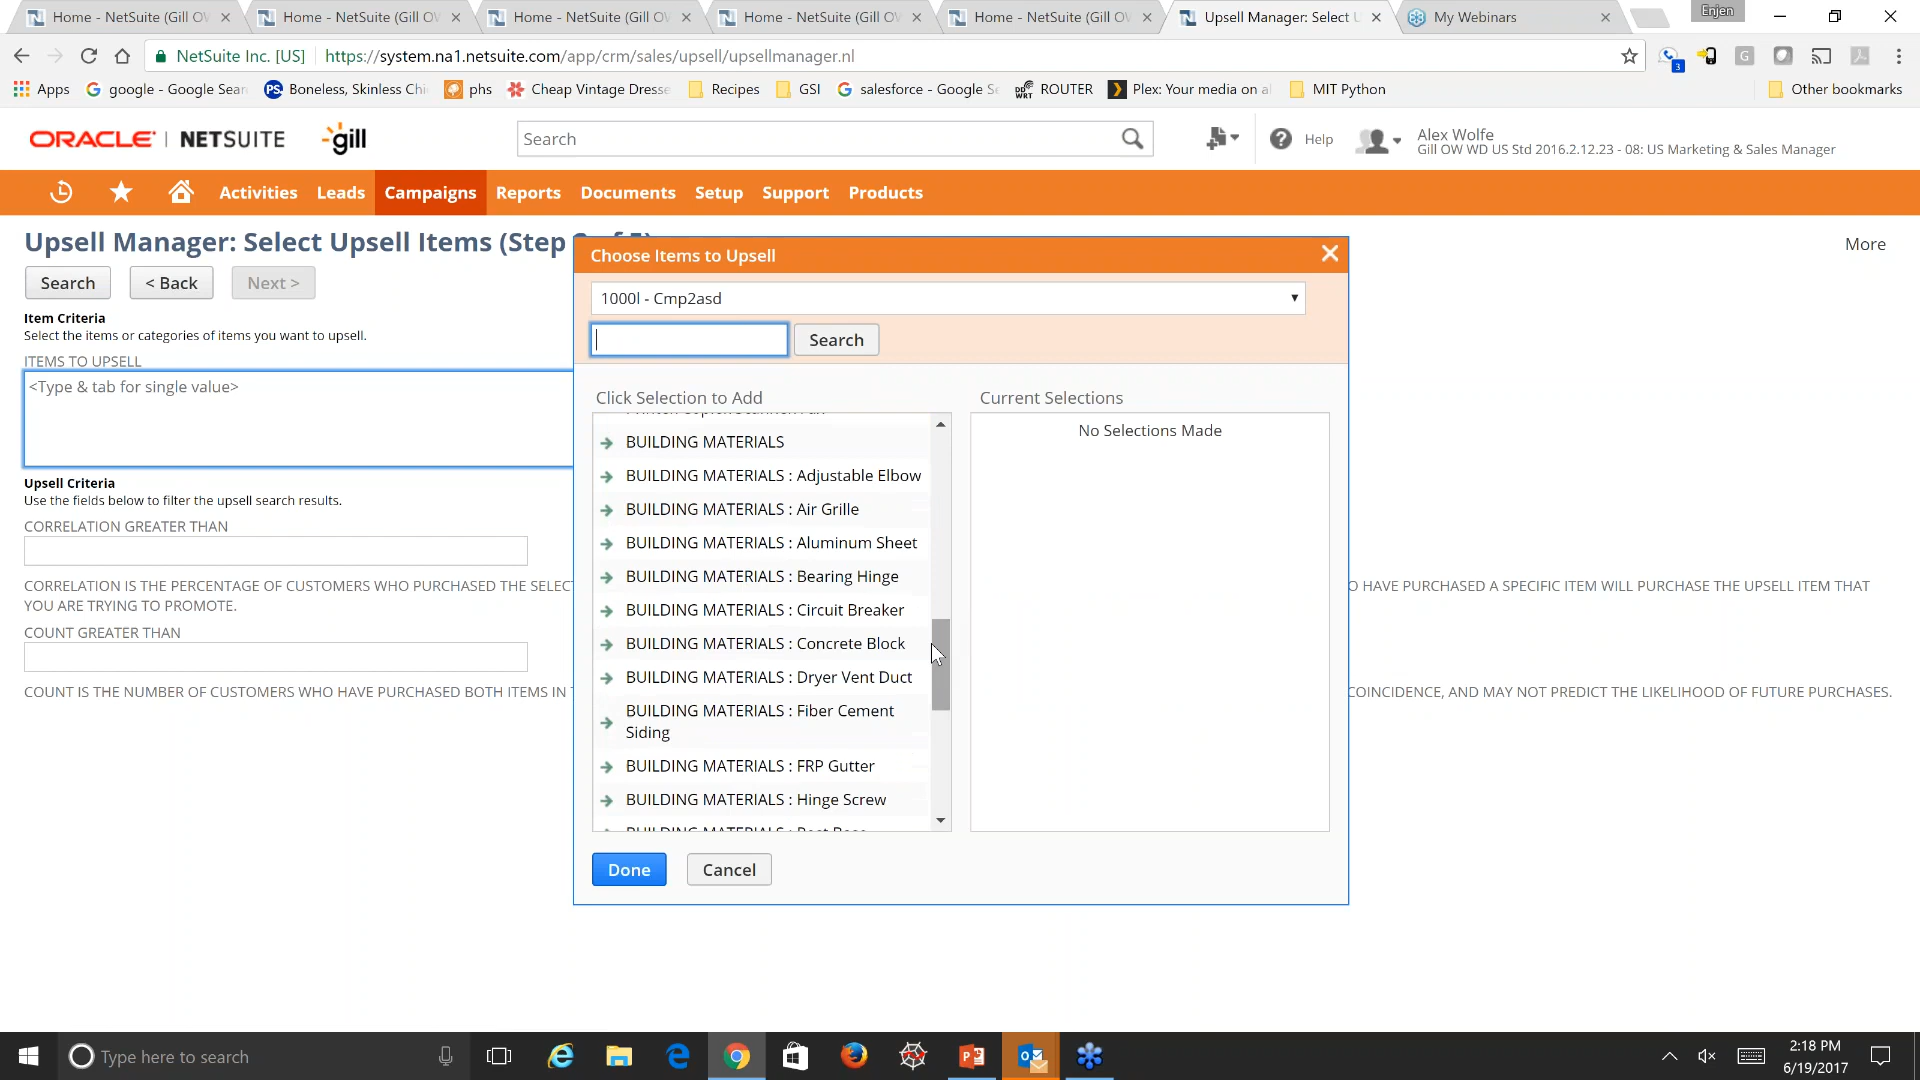 Home - NetSuite (Gill OV
Home - NetSuite (Gill OV
Home - NetSuite (Gill OV
Home - NetSuite (Gill OV
Home - NetSuite (Gill OV
Upsell Manager: Select U
My Webinars
Enjen
NetSuite Inc. [US]
https://system.na1.netsuite.com/app/crm/sales/upsell/upsellmanager.nl
3
Apps
google - Google Sear
Boneless, Skinless Chi
phs
Cheap Vintage Dresse
Recipes
GSI
salesforce - Google Se
ROUTER
Plex: Your media on a
MIT Python
Other bookmarks
ORACLE | NETSUITE
gill
Search
Help
Alex Wolfe
Gill OW WD US Std 2016.2.12.23 - 08: US Marketing & Sales Manager
Activities
Leads
Campaigns
Reports
Documents
Setup
Support
Products
Upsell Manager: Select Upsell Items (Step
More
Search
< Back
Next >
Item Criteria
Select the items or categories of items you want to upsell.
ITEMS TO UPSELL
<Type & tab for single value>
Upsell Criteria
Use the fields below to filter the upsell search results.
CORRELATION GREATER THAN
CORRELATION IS THE PERCENTAGE OF CUSTOMERS WHO PURCHASED THE SELECT
O HAVE PURCHASED A SPECIFIC ITEM WILL PURCHASE THE UPSELL ITEM THAT
YOU ARE TRYING TO PROMOTE.
COUNT GREATER THAN
COUNT IS THE NUMBER OF CUSTOMERS WHO HAVE PURCHASED BOTH ITEMS IN
COINCIDENCE, AND MAY NOT PREDICT THE LIKELIHOOD OF FUTURE PURCHASES.
Choose Items to Upsell
1000l - Cmp2asd
Search
Click Selection to Add
Current Selections
No Selections Made
BUILDING MATERIALS
BUILDING MATERIALS : Adjustable Elbow
BUILDING MATERIALS : Air Grille
BUILDING MATERIALS : Aluminum Sheet
BUILDING MATERIALS : Bearing Hinge
BUILDING MATERIALS : Circuit Breaker
BUILDING MATERIALS : Concrete Block
BUILDING MATERIALS : Dryer Vent Duct
BUILDING MATERIALS : Fiber Cement
Siding
BUILDING MATERIALS : FRP Gutter
BUILDING MATERIALS : Hinge Screw
Done
Cancel
Type here to search
2:18 PM
6/19/2017